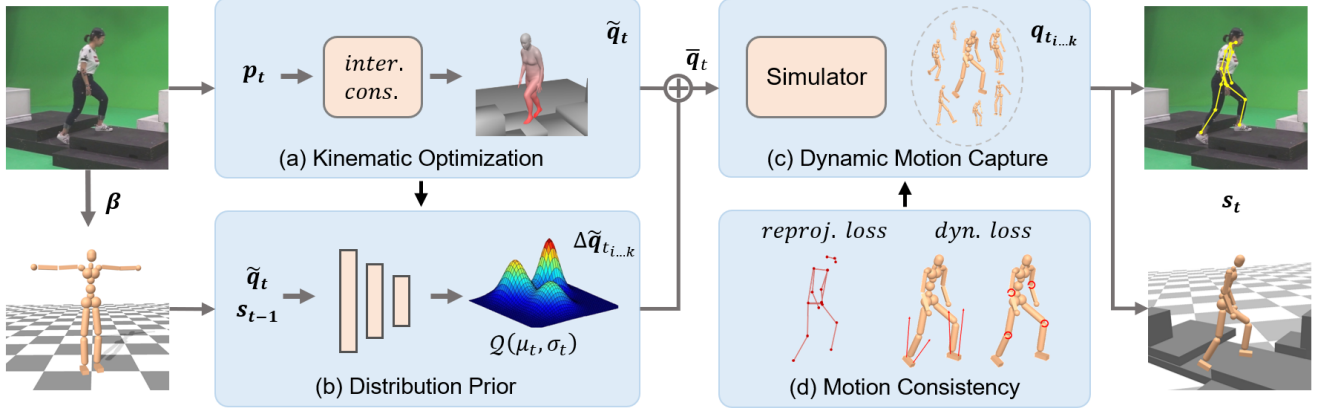 p_t
inter.
cons.
q̃_t
(a) Kinematic Optimization
β
q̃_t
s_{t-1}
Δq̃_{t_{i...k}}
Q(μ_t, σ_t)
(b) Distribution Prior
q̄_t
Simulator
q_{t_{i...k}}
(c) Dynamic Motion Capture
reproj. loss
dyn. loss
(d) Motion Consistency
s_t